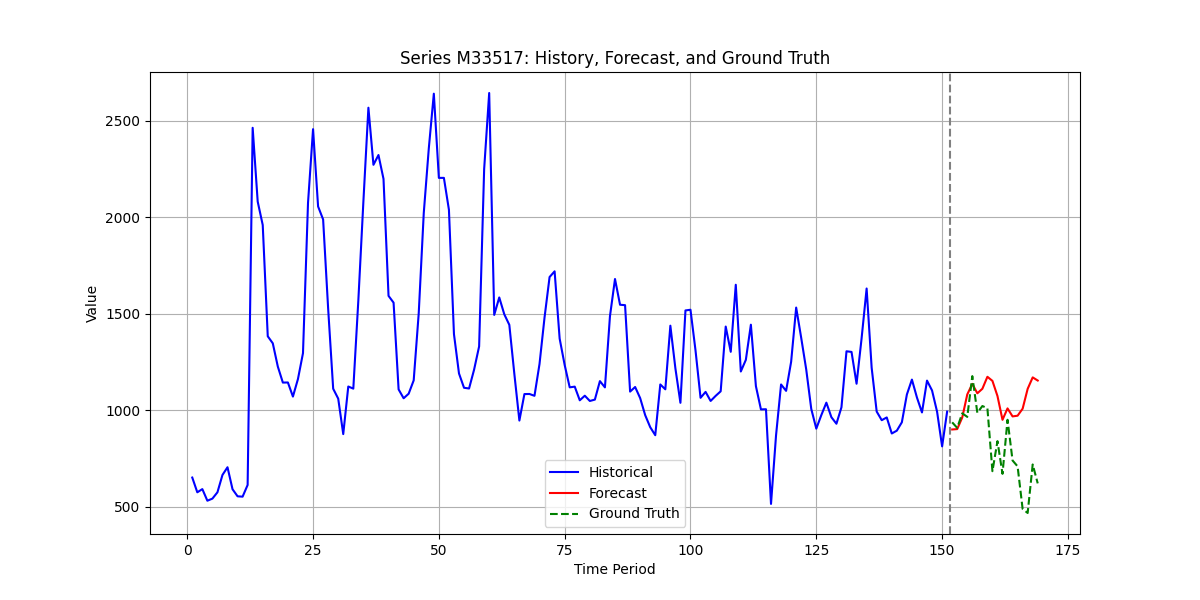 Series M33517: History, Forecast, and Ground Truth
2500
2000
1500
1000
500
Value
Historical
Forecast
Ground Truth
0 25 50 75 100 125 150 175
Time Period